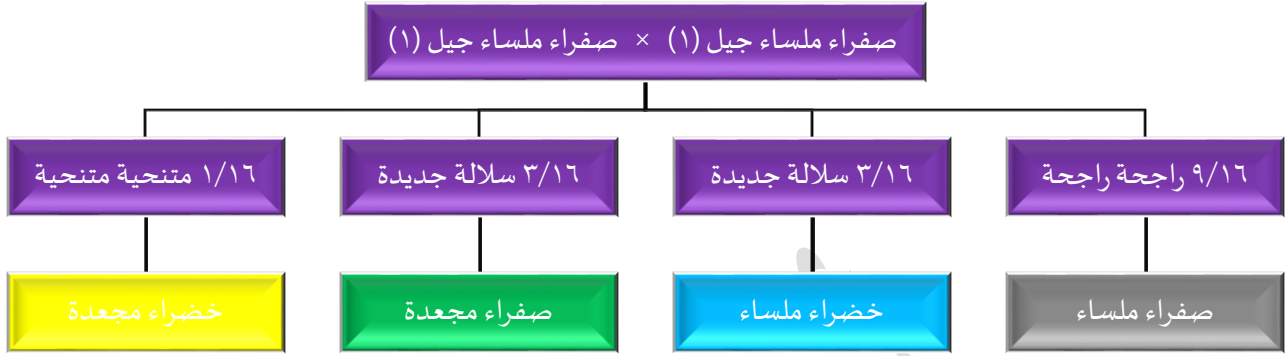 صفراء ملساء جيل (١) × صفراء ملساء جيل (١)
٩/١٦ راجحة راجحة
٣/١٦ سلالة جديدة
٣/١٦ سلالة جديدة
١/١٦ متنحية متنحية
صفراء ملساء
خضراء ملساء
صفراء مجعدة
خضراء مجعدة